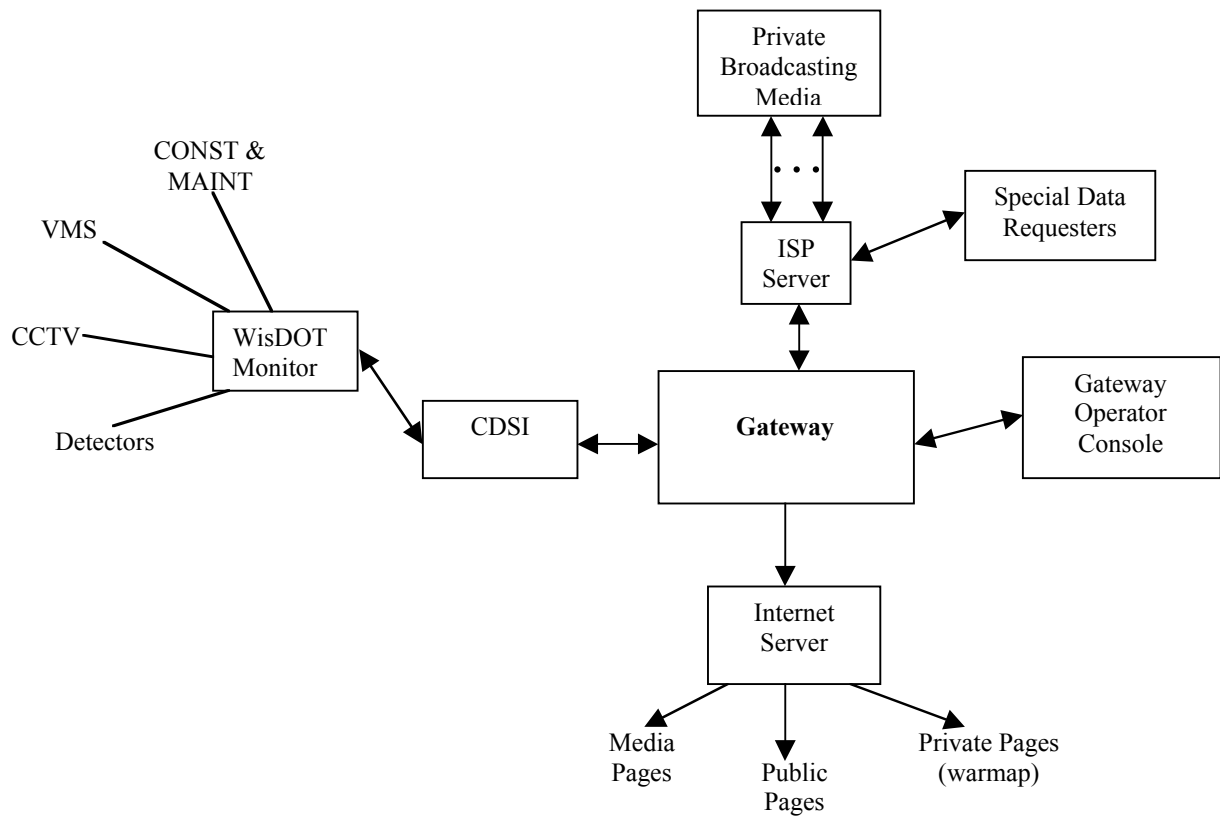 Private
Broadcasting
Media
CONST &
MAINT
Special Data
Requesters
VMS
ISP
Server
CCTV
WisDOT
Monitor
Gateway
Operator
Console
CDSI
Gateway
Detectors
Internet
Server
Media
Pages
Public
Pages
Private Pages
(warmap)